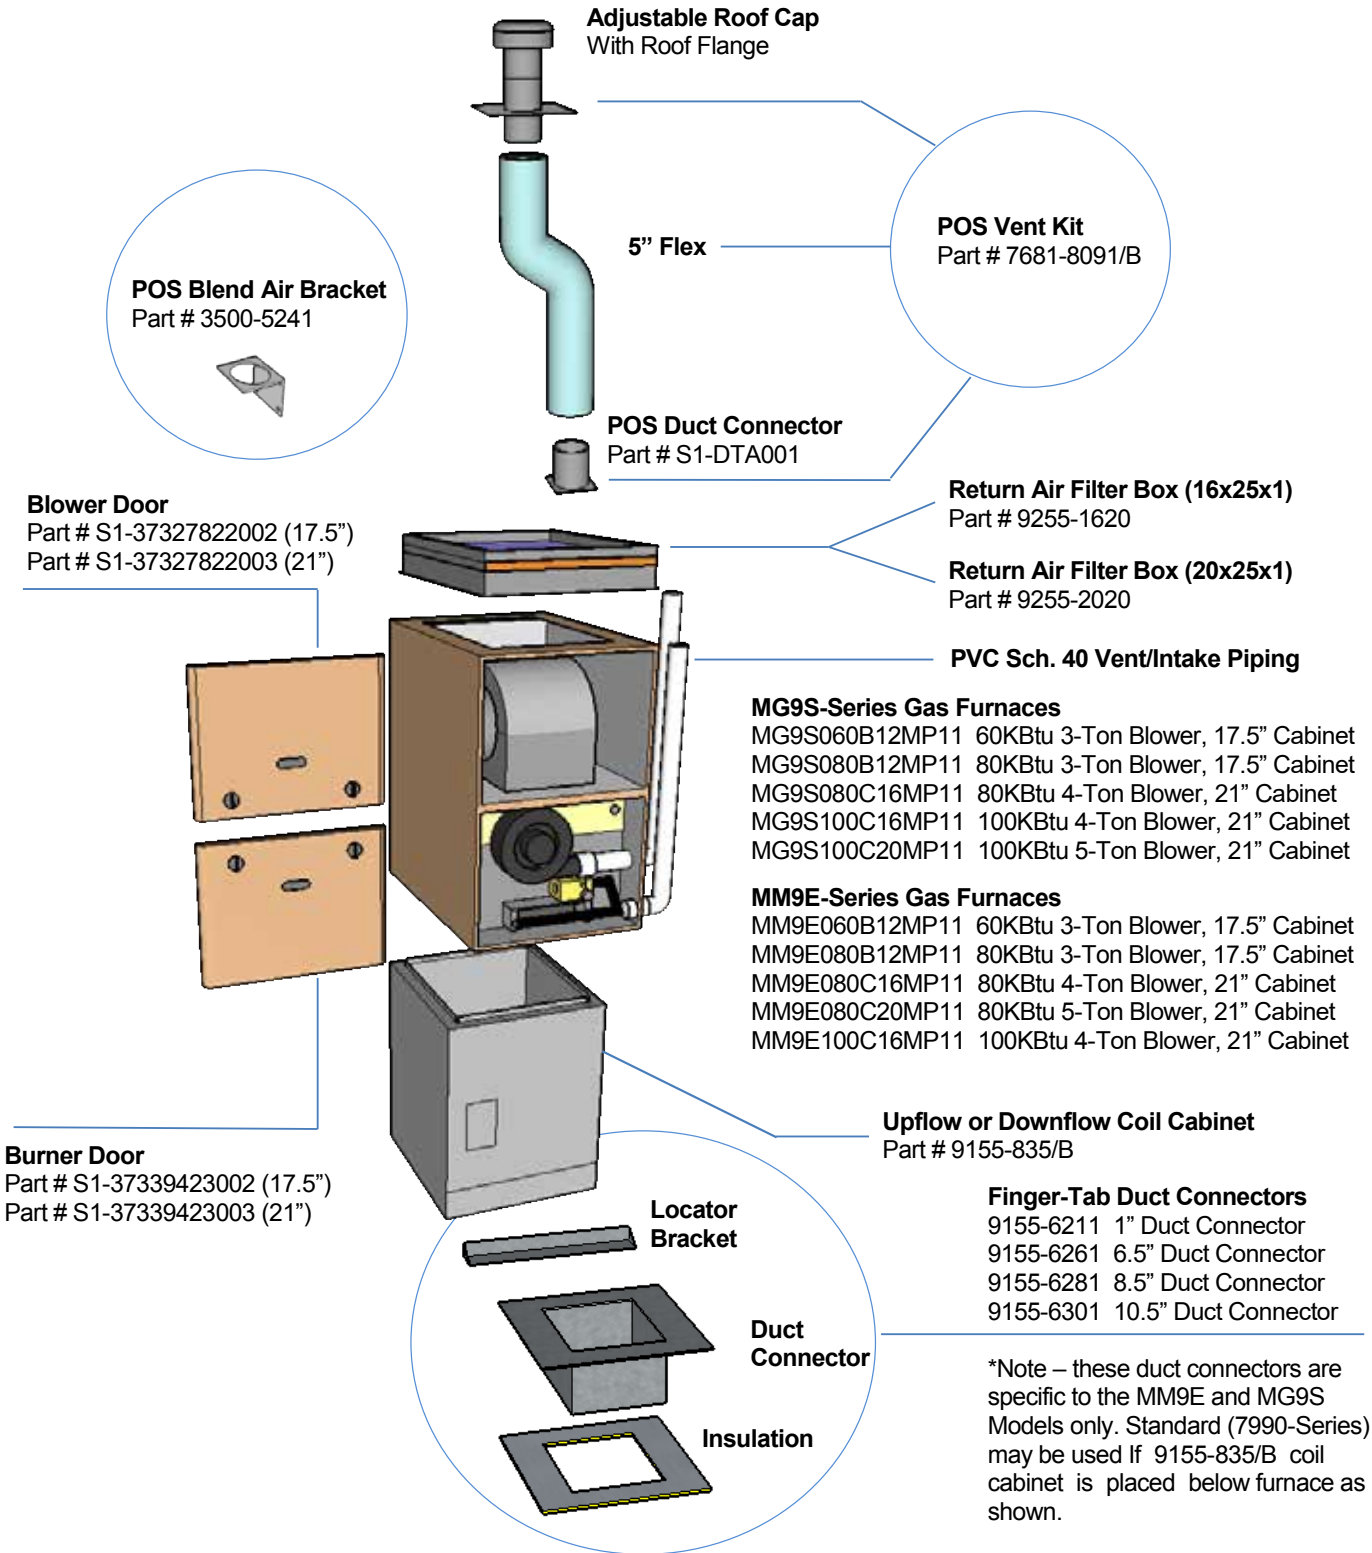 Adjustable Roof Cap
With Roof Flange
POS Vent Kit
Part # 7681-8091/B
5” Flex
POS Blend Air Bracket
Part # 3500-5241
POS Duct Connector
Part # S1-DTA001
Blower Door
Part # S1-37327822002 (17.5”)
Part # S1-37327822003 (21”)
Return Air Filter Box (16x25x1)
Part # 9255-1620
Return Air Filter Box (20x25x1)
Part # 9255-2020
PVC Sch. 40 Vent/Intake Piping
MG9S-Series Gas Furnaces
MG9S060B12MP11 60KBtu 3-Ton Blower, 17.5” Cabinet
MG9S080B12MP11 80KBtu 3-Ton Blower, 17.5” Cabinet
MG9S080C16MP11 80KBtu 4-Ton Blower, 21” Cabinet
MG9S100C16MP11 100KBtu 4-Ton Blower, 21” Cabinet
MG9S100C20MP11 100KBtu 5-Ton Blower, 21” Cabinet
MM9E-Series Gas Furnaces
MM9E060B12MP11 60KBtu 3-Ton Blower, 17.5” Cabinet
MM9E080B12MP11 80KBtu 3-Ton Blower, 17.5” Cabinet
MM9E080C16MP11 80KBtu 4-Ton Blower, 21” Cabinet
MM9E080C20MP11 80KBtu 5-Ton Blower, 21” Cabinet
MM9E100C16MP11 100KBtu 4-Ton Blower, 21” Cabinet
Upflow or Downflow Coil Cabinet
Part # 9155-835/B
Burner Door
Part # S1-37339423002 (17.5”)
Part # S1-37339423003 (21”)
Locator
Bracket
Duct
Connector
Insulation
Finger-Tab Duct Connectors
9155-6211 1” Duct Connector
9155-6261 6.5” Duct Connector
9155-6281 8.5” Duct Connector
9155-6301 10.5” Duct Connector
*Note – these duct connectors are
specific to the MM9E and MG9S
Models only. Standard (7990-Series)
may be used If 9155-835/B coil
cabinet is placed below furnace as
shown.